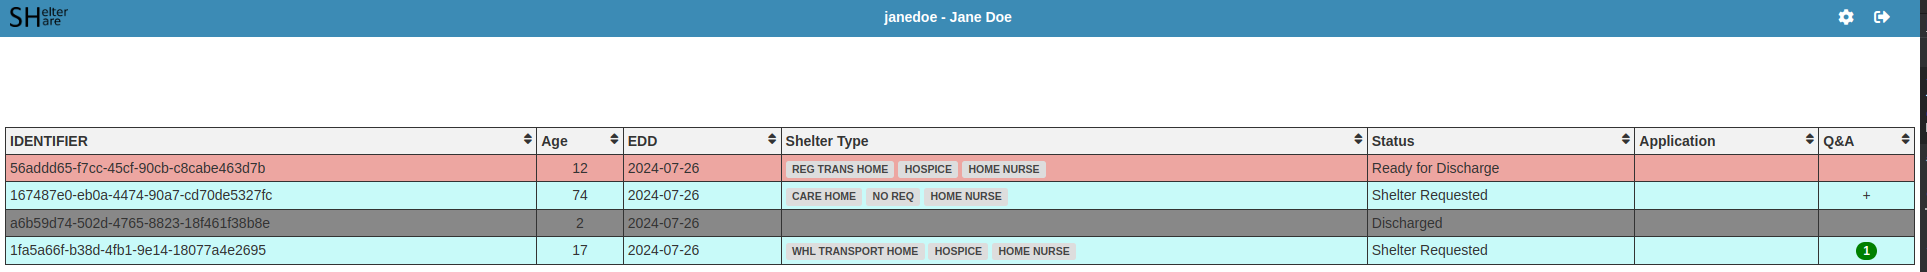 SHelter
are
janedoe - Jane Doe
IDENTIFIER Age EDD Shelter Type Status Application Q&A
56addd65-f7cc-45cf-90cb-c8cabe463d7b 12 2024-07-26 REG TRANS HOME HOSPICE HOME NURSE Ready for Discharge
167487e0-eb0a-4474-90a7-cd70de5327fc 74 2024-07-26 CARE HOME NO REQ HOME NURSE Shelter Requested +
a6b59d74-502d-4765-8823-18f461f38b8e 2 2024-07-26 Discharged
1fa5a66f-b38d-4fb1-9e14-18077a4e2695 17 2024-07-26 WHL TRANSPORT HOME HOSPICE HOME NURSE Shelter Requested 1